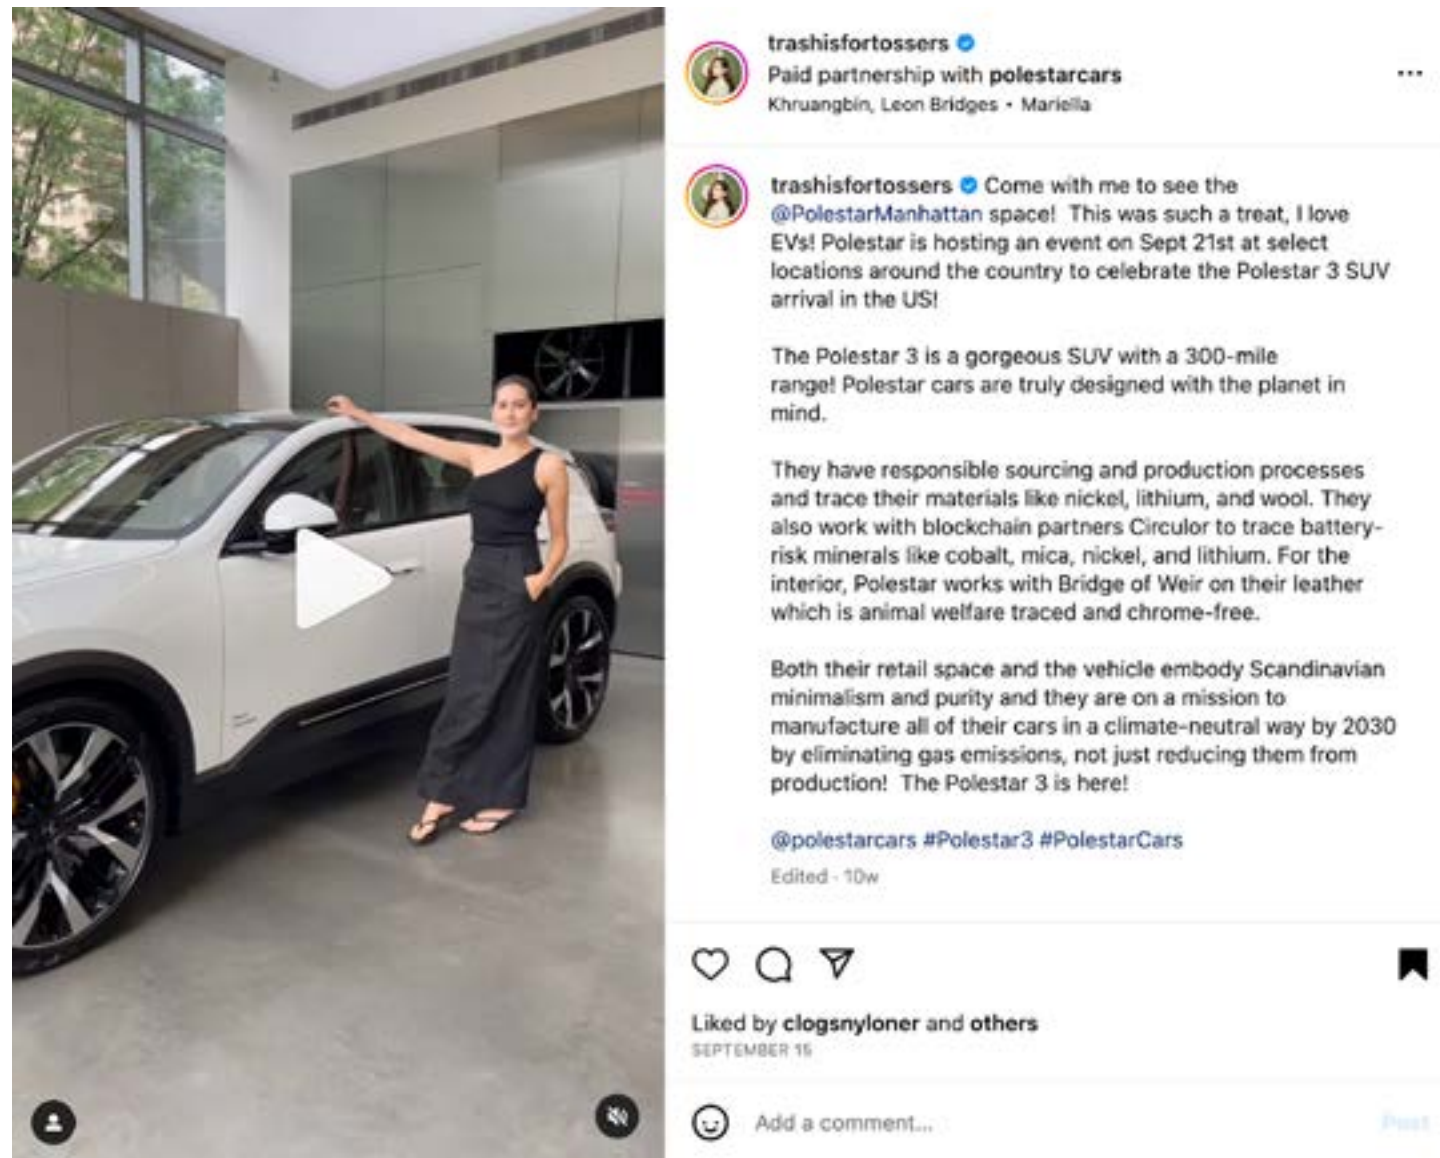 trashisfortossers
Paid partnership with polestarcars
Khruangbin, Leon Bridges • Mariella
trashisfortossers Come with me to see the
@PolestarManhattan space!  This was such a treat, I love
EVs! Polestar is hosting an event on Sept 21st at select
locations around the country to celebrate the Polestar 3 SUV
arrival in the US!
The Polestar 3 is a gorgeous SUV with a 300-mile
range! Polestar cars are truly designed with the planet in
mind.
They have responsible sourcing and production processes
and trace their materials like nickel, lithium, and wool. They
also work with blockchain partners Circulor to trace battery-
risk minerals like cobalt, mica, nickel, and lithium. For the
interior, Polestar works with Bridge of Weir on their leather
which is animal welfare traced and chrome-free.
Both their retail space and the vehicle embody Scandinavian
minimalism and purity and they are on a mission to
manufacture all of their cars in a climate-neutral way by 2030
by eliminating gas emissions, not just reducing them from
production!  The Polestar 3 is here!
@polestarcars #Polestar3 #PolestarCars
Edited · 10w
Liked by clogsnyloner and others
SEPTEMBER 15
Add a comment...
Post